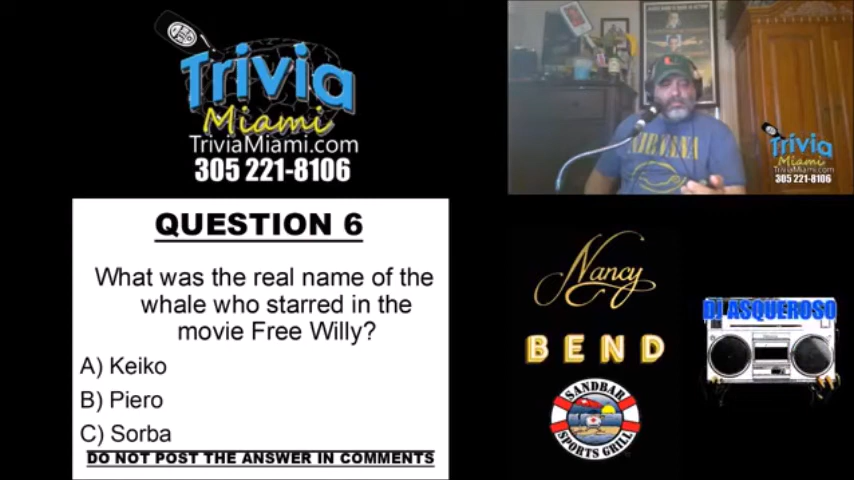 Trivia
Miami
TriviaMiami.com
305 221-8106
QUESTION 6
What was the real name of the
whale who starred in the
movie Free Willy?
A) Keiko
B) Piero
C) Sorba
DO NOT POST THE ANSWER IN COMMENTS
NIRVANA
Trivia
Miami
TriviaMiami.com
305 221-8106
Nancy
BEND
SANDBAR
SPORTS GRILL
DJ ASQUEROSO